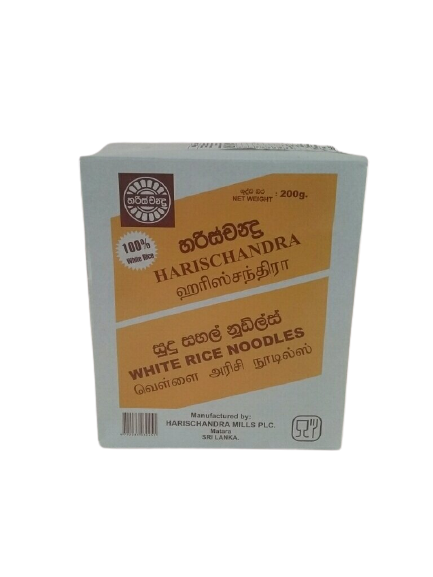 හරිස්චන්ද්‍ර
ශුද්ධ බර
NET WEIGHT : 200g.
100%
White Rice
හරිස්චන්ද්‍ර
HARISCHANDRA
ஹரிஸ்சந்திரா
සුදු සහල් නූඩ්ල්ස්
WHITE RICE NOODLES
வெள்ளை அரிசி நூடில்ஸ்
Manufactured by:
HARISCHANDRA MILLS PLC.
Matara
SRI LANKA.